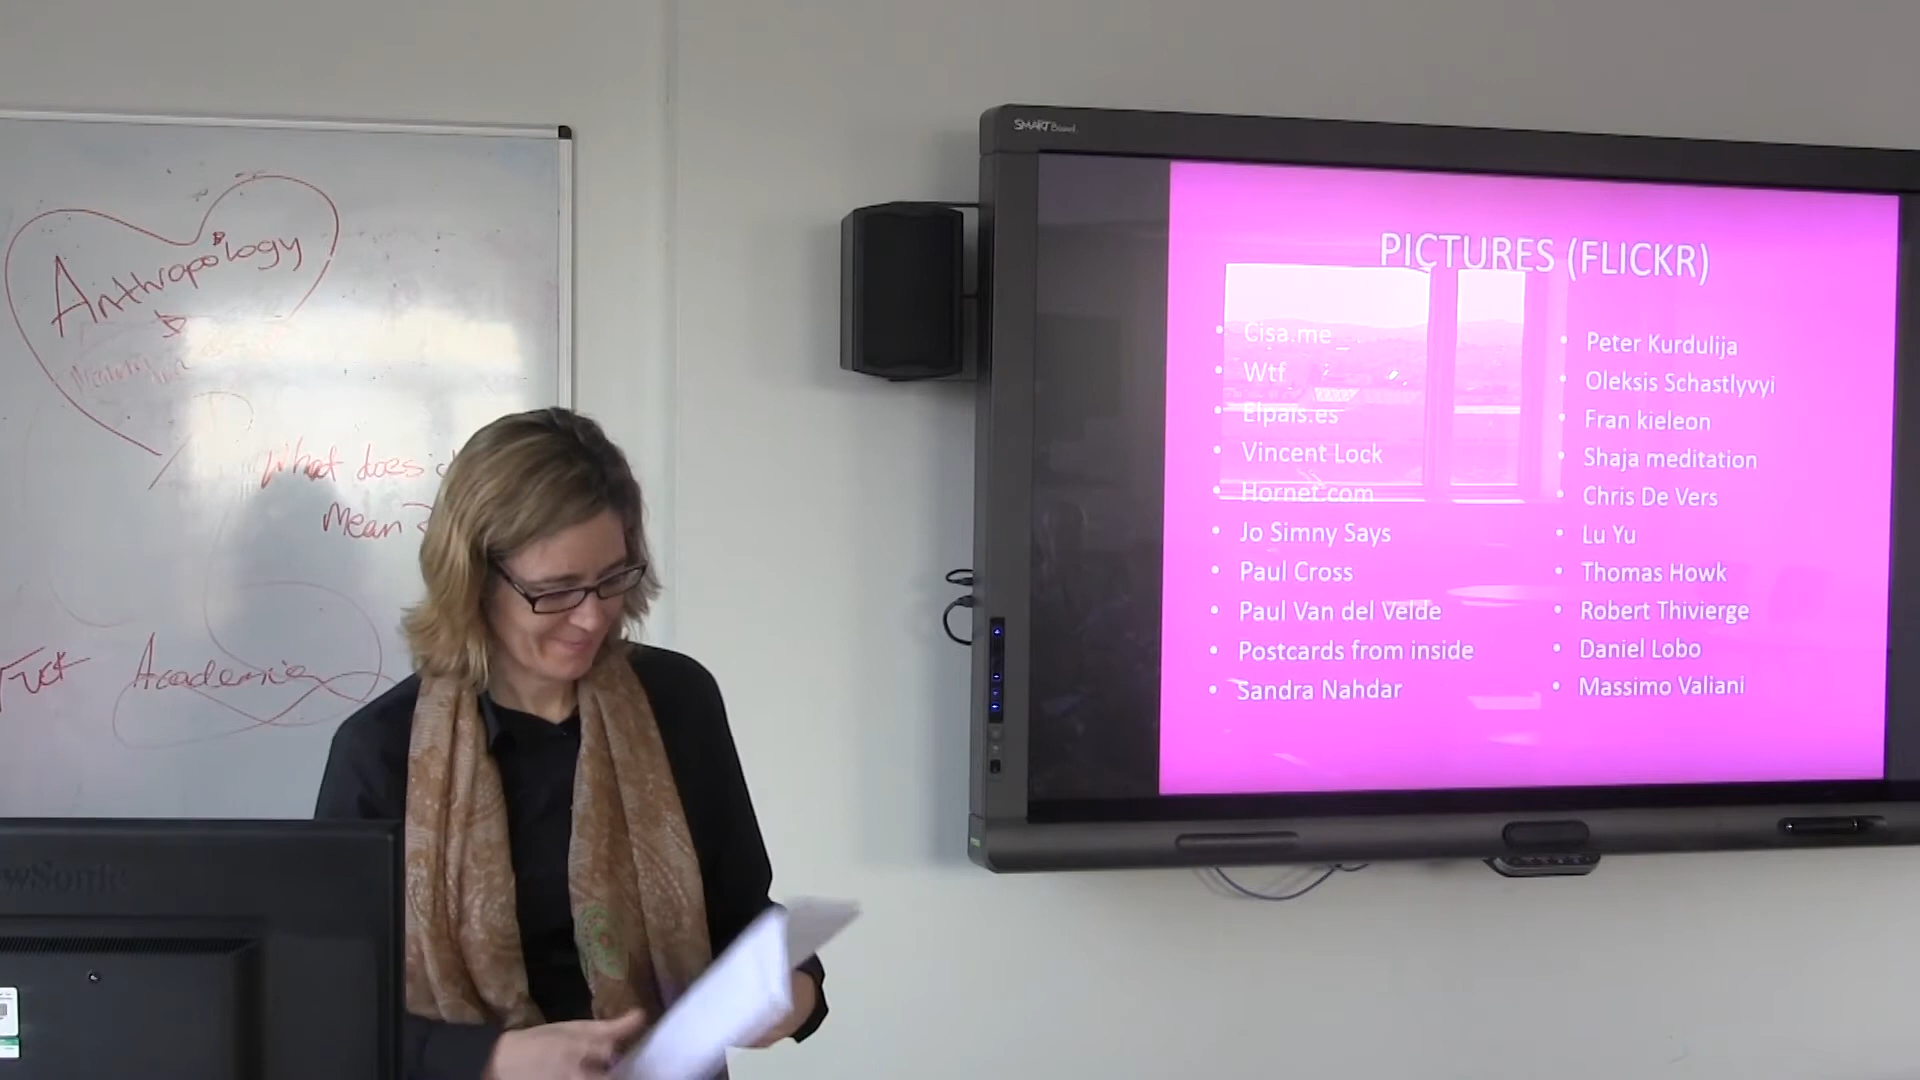 Anthropology
What does
mean?
Academia
SMART Board
PICTURES (FLICKR)
Cisa.me
Wtf
Elpais.es
Vincent Lock
Hornet.com
Jo Simny Says
Paul Cross
Paul Van del Velde
Postcards from inside
Sandra Nahdar
Peter Kurdulija
Oleksis Schastlyvyi
Fran kieleon
Shaja meditation
Chris De Vers
Lu Yu
Thomas Howk
Robert Thivierge
Daniel Lobo
Massimo Valiani